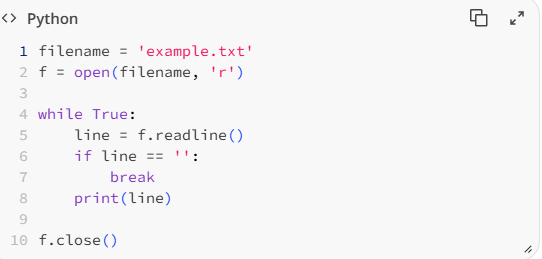 <> Python
1 filename = 'example.txt'
2 f = open(filename, 'r')
3
4 while True:
5     line = f.readline()
6     if line == '':
7         break
8     print(line)
9
10 f.close()